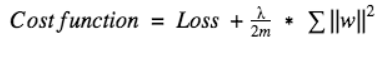 Cost function = Loss + λ/2m * ∑ ||w||²